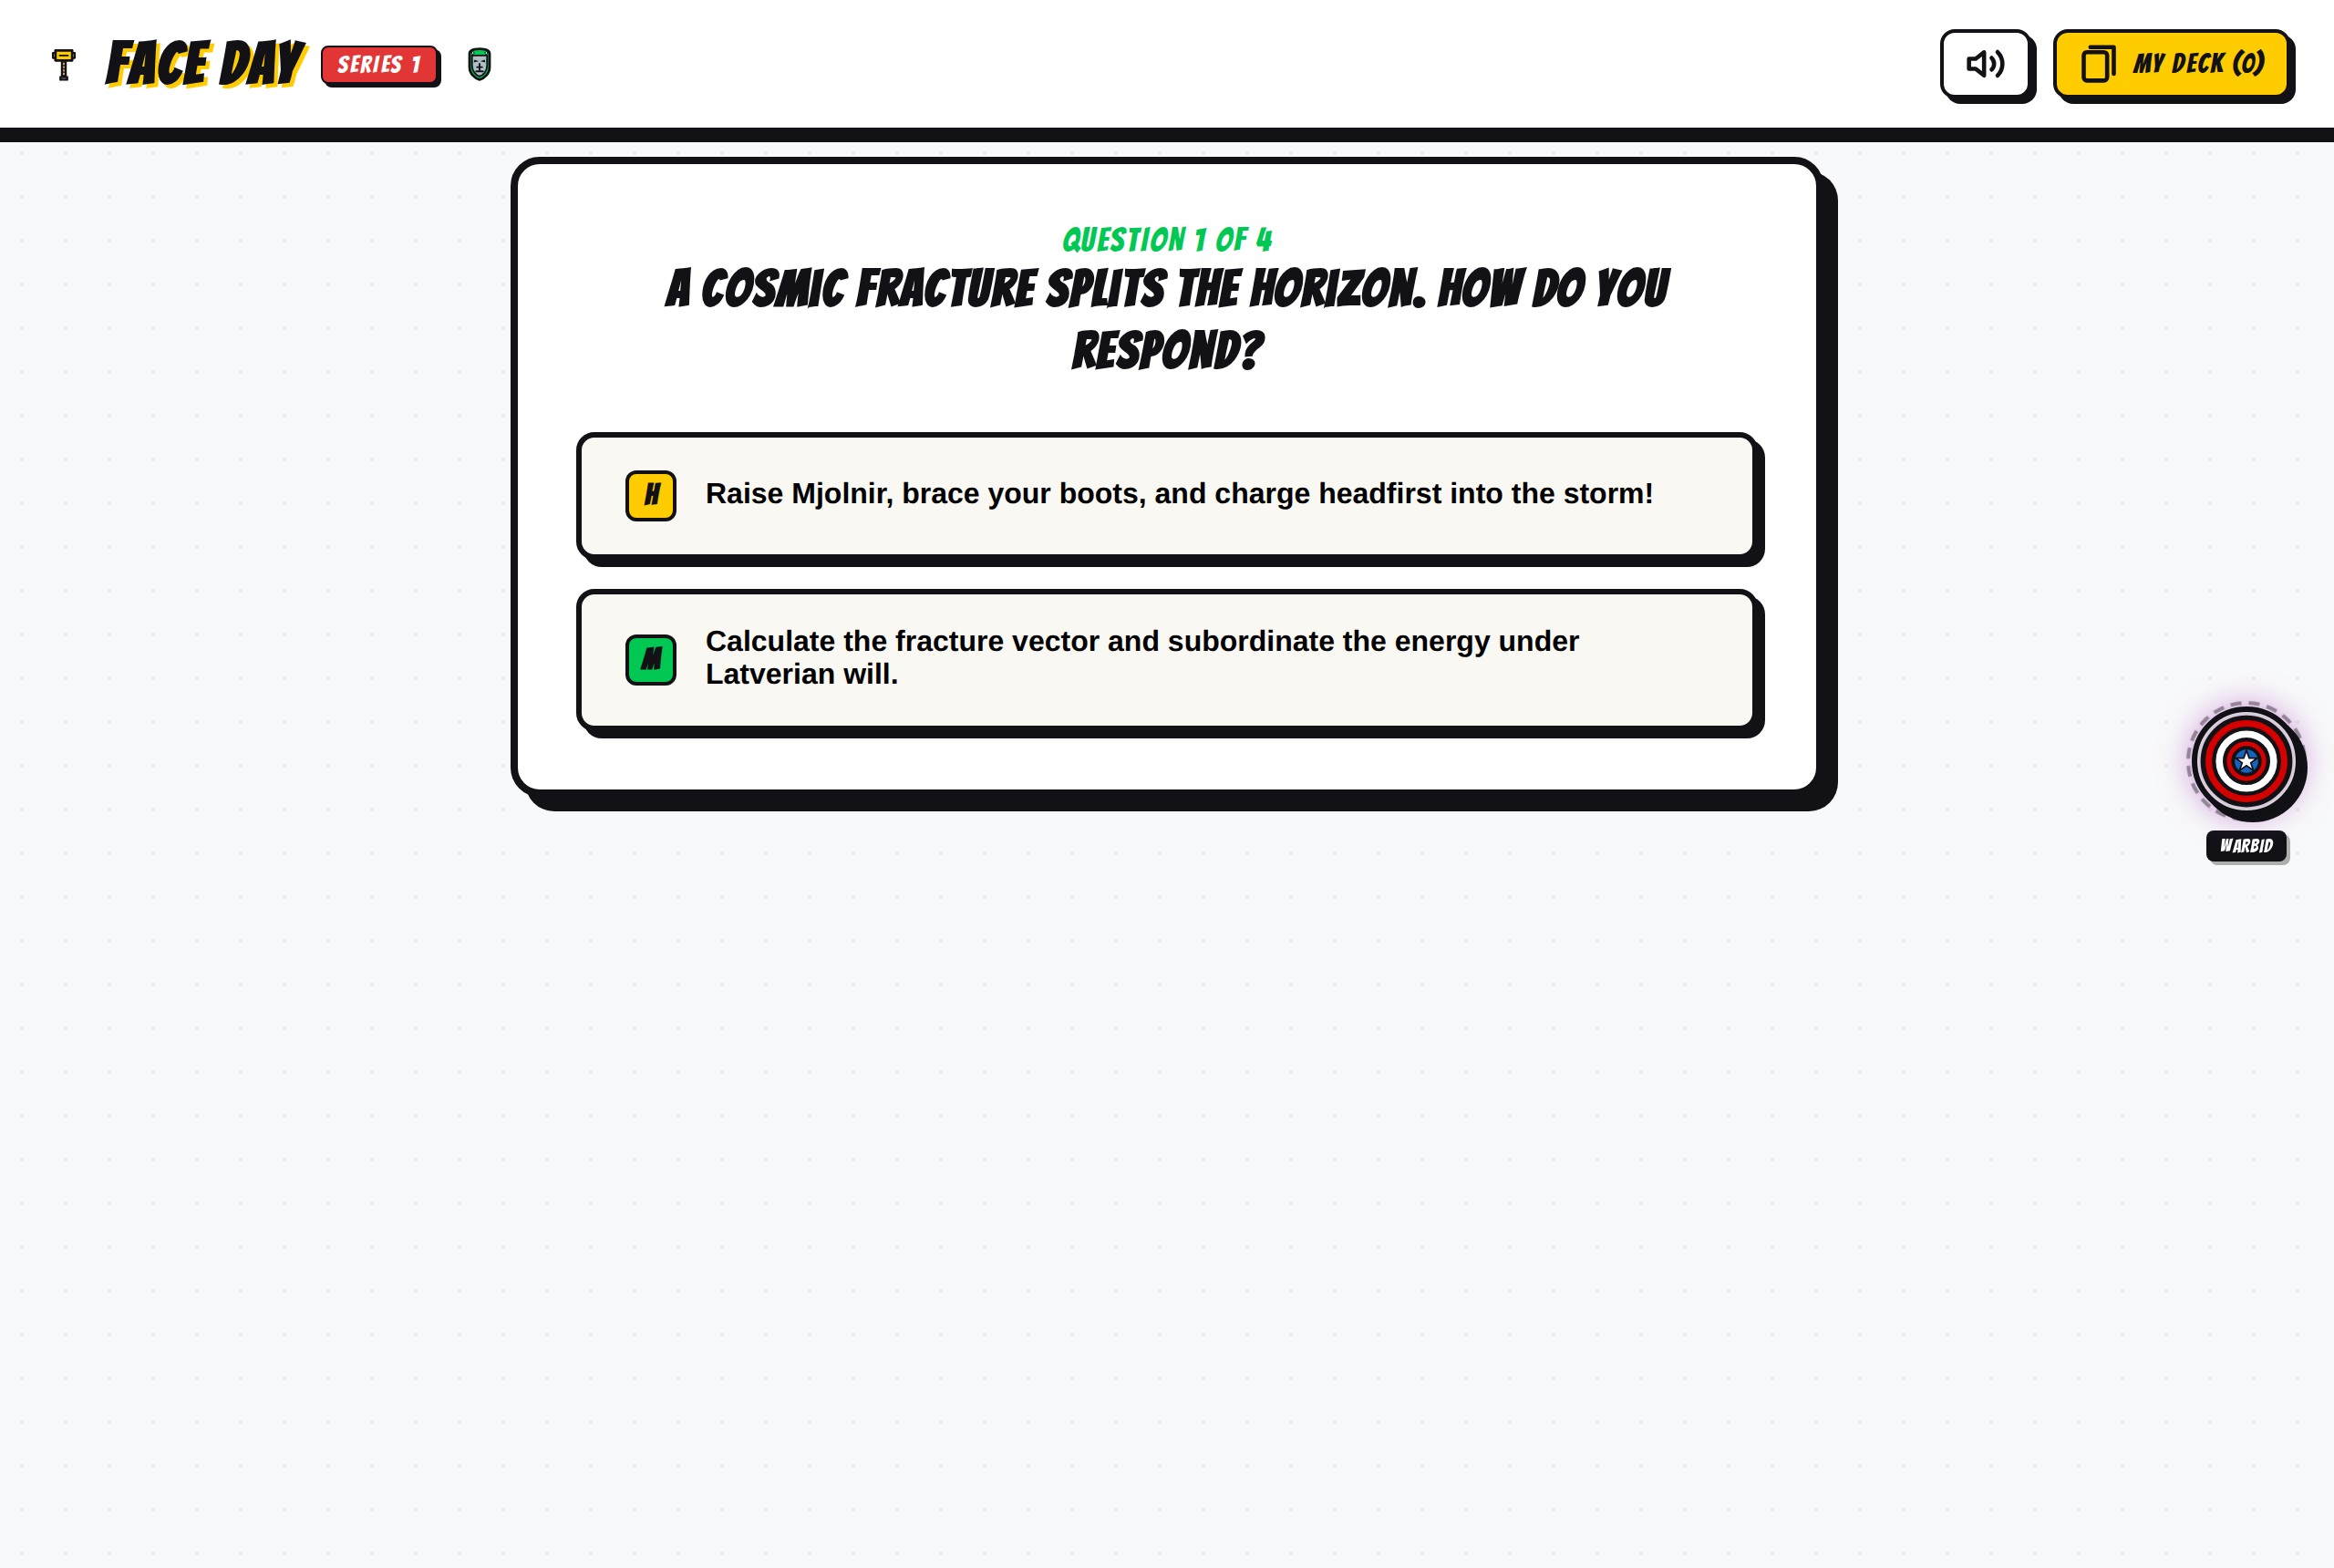 FACE DAY
SERIES 1
MY DECK (0)
QUESTION 1 OF 4
A COSMIC FRACTURE SPLITS THE HORIZON. HOW DO YOU
RESPOND?
H
Raise Mjolnir, brace your boots, and charge headfirst into the storm!
M
Calculate the fracture vector and subordinate the energy under
Latverian will.
WARBID